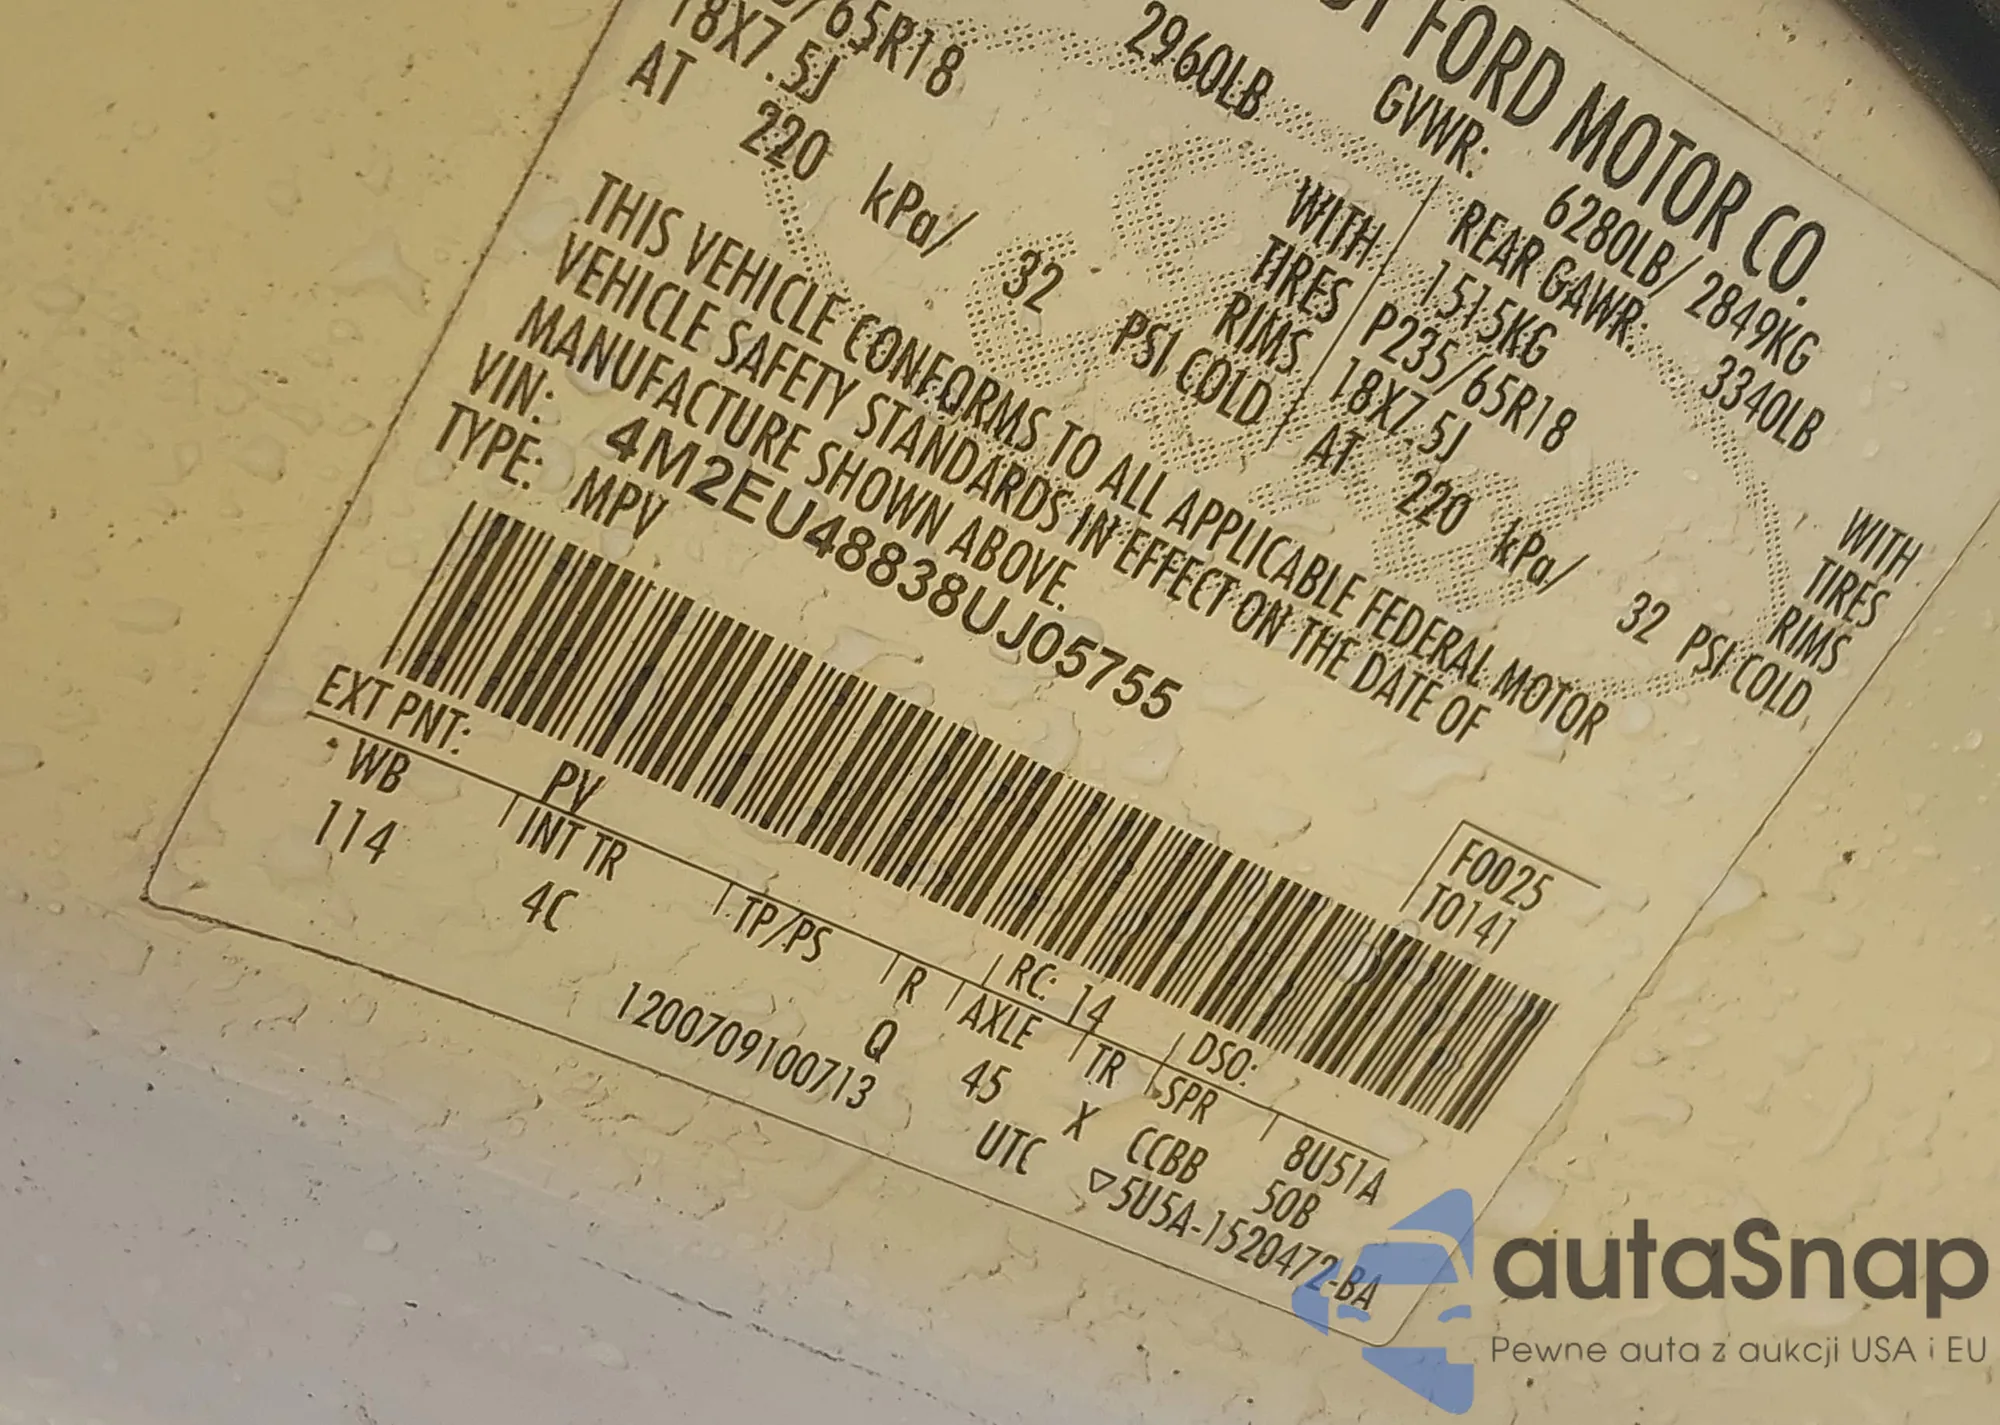 FORD MOTOR CO.
GVWR: 6280LB/ 2849KG
2960LB REAR GAWR: 3340LB
1515KG WITH
/65R18 WITH TIRES
P235/65R18 TIRES
18X7.5J RIMS
18X7.5J RIMS
AT 220 kPa/ 32 PSI COLD
AT 220 kPa/ 32 PSI COLD
THIS VEHICLE CONFORMS TO ALL APPLICABLE FEDERAL MOTOR
VEHICLE SAFETY STANDARDS IN EFFECT ON THE DATE OF
MANUFACTURE SHOWN ABOVE.
VIN: 4M2EU48838UJ05755
TYPE: MPV
F0025
T0141
EXT PNT: PV RC: 14 DSO:
WB INT TR TP/PS R AXLE TR SPR 8U51A
114 4C Q 45 X CCBB 50B
1200709100713 UTC ▽5U5A-1520472-BA
autaSnap
Pewne auta z aukcji USA i EU